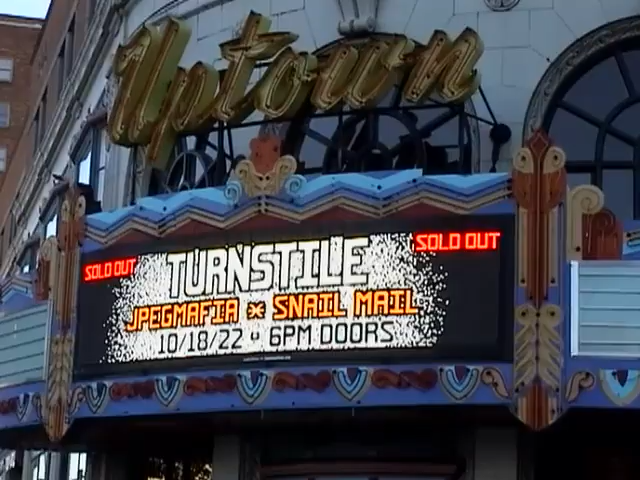 Uptown
SOLD OUT
TURNSTILE
SOLD OUT
JPEGMAFIA * SNAIL MAIL
10/18/22 * 6PM DOORS